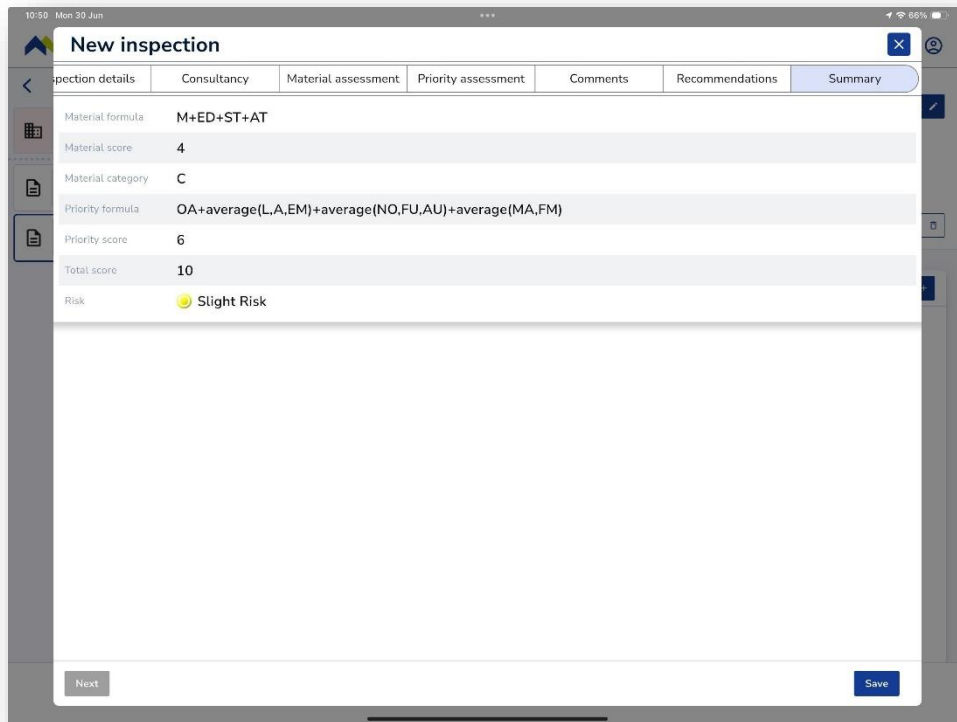 10:50 Mon 30 Jun
66%
New inspection
spection details
Consultancy
Material assessment
Priority assessment
Comments
Recommendations
Summary
Material formula M+ED+ST+AT
Material score 4
Material category C
Priority formula OA+average(L,A,EM)+average(NO,FU,AU)+average(MA,FM)
Priority score 6
Total score 10
Risk Slight Risk
Next
Save